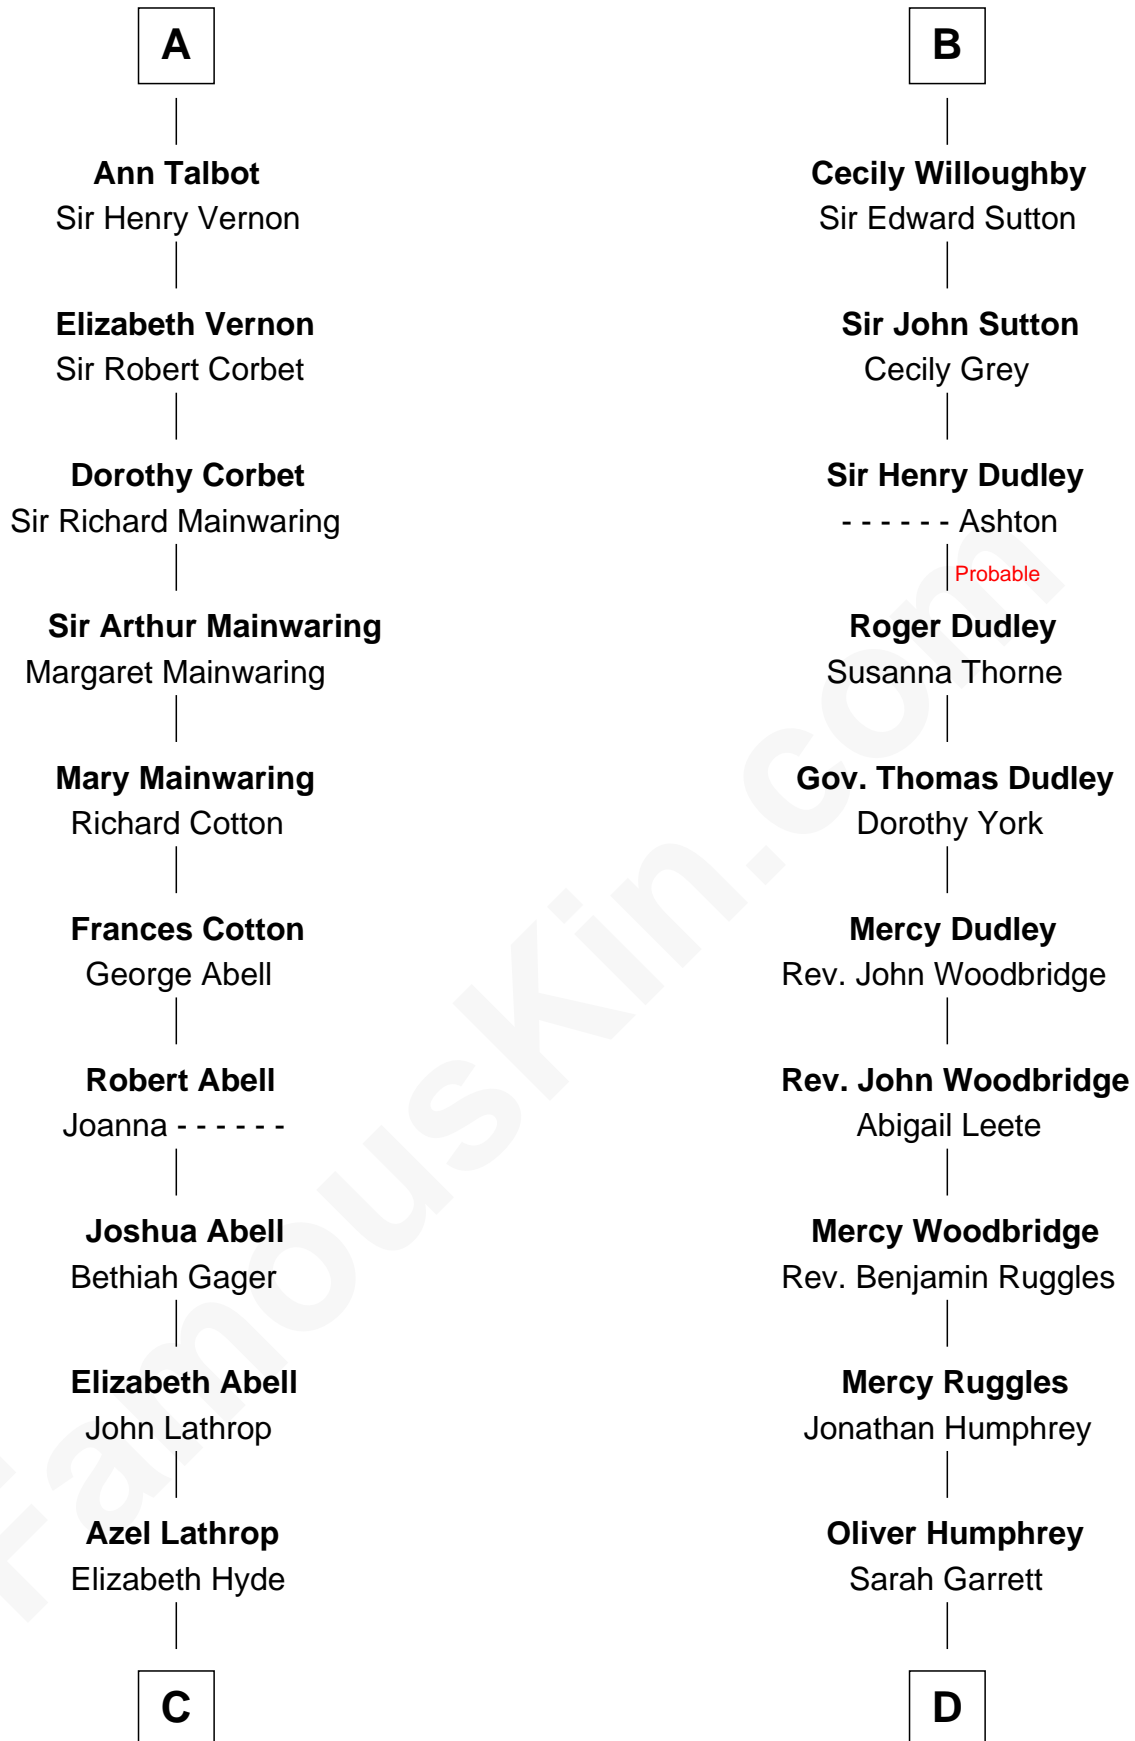 A
Ann Talbot
Sir Henry Vernon
Elizabeth Vernon
Sir Robert Corbet
Dorothy Corbet
Sir Richard Mainwaring
Sir Arthur Mainwaring
Margaret Mainwaring
Mary Mainwaring
Richard Cotton
Frances Cotton
George Abell
Robert Abell
Joanna - - - - - -
Joshua Abell
Bethiah Gager
Elizabeth Abell
John Lathrop
Azel Lathrop
Elizabeth Hyde
C
B
Cecily Willoughby
Sir Edward Sutton
Sir John Sutton
Cecily Grey
Sir Henry Dudley
- - - - - - Ashton
Probable
Roger Dudley
Susanna Thorne
Gov. Thomas Dudley
Dorothy York
Mercy Dudley
Rev. John Woodbridge
Rev. John Woodbridge
Abigail Leete
Mercy Woodbridge
Rev. Benjamin Ruggles
Mercy Ruggles
Jonathan Humphrey
Oliver Humphrey
Sarah Garrett
D
FamousKin.com